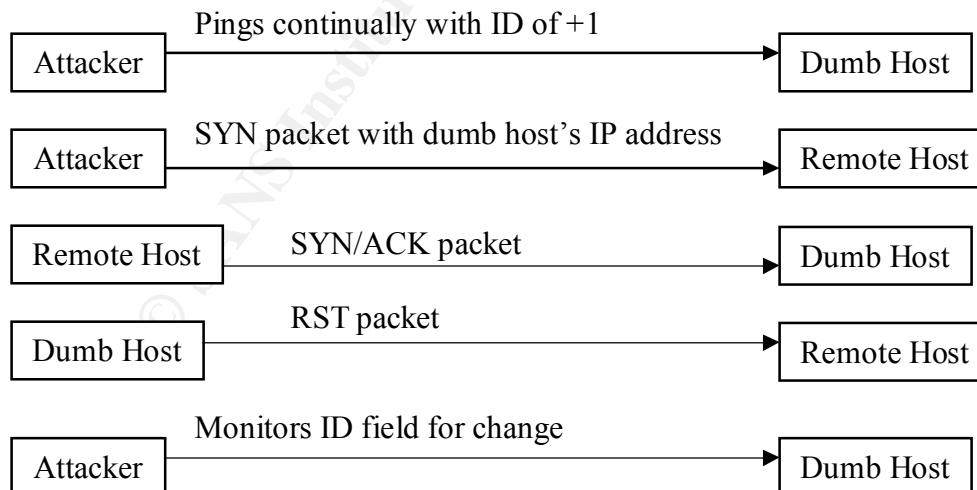 Pings continually with ID of +1
Attacker
Dumb Host
SYN packet with dumb host's IP address
Attacker
Remote Host
SYN/ACK packet
Remote Host
Dumb Host
RST packet
Dumb Host
Remote Host
Monitors ID field for change
Attacker
Dumb Host
© SANS Institu